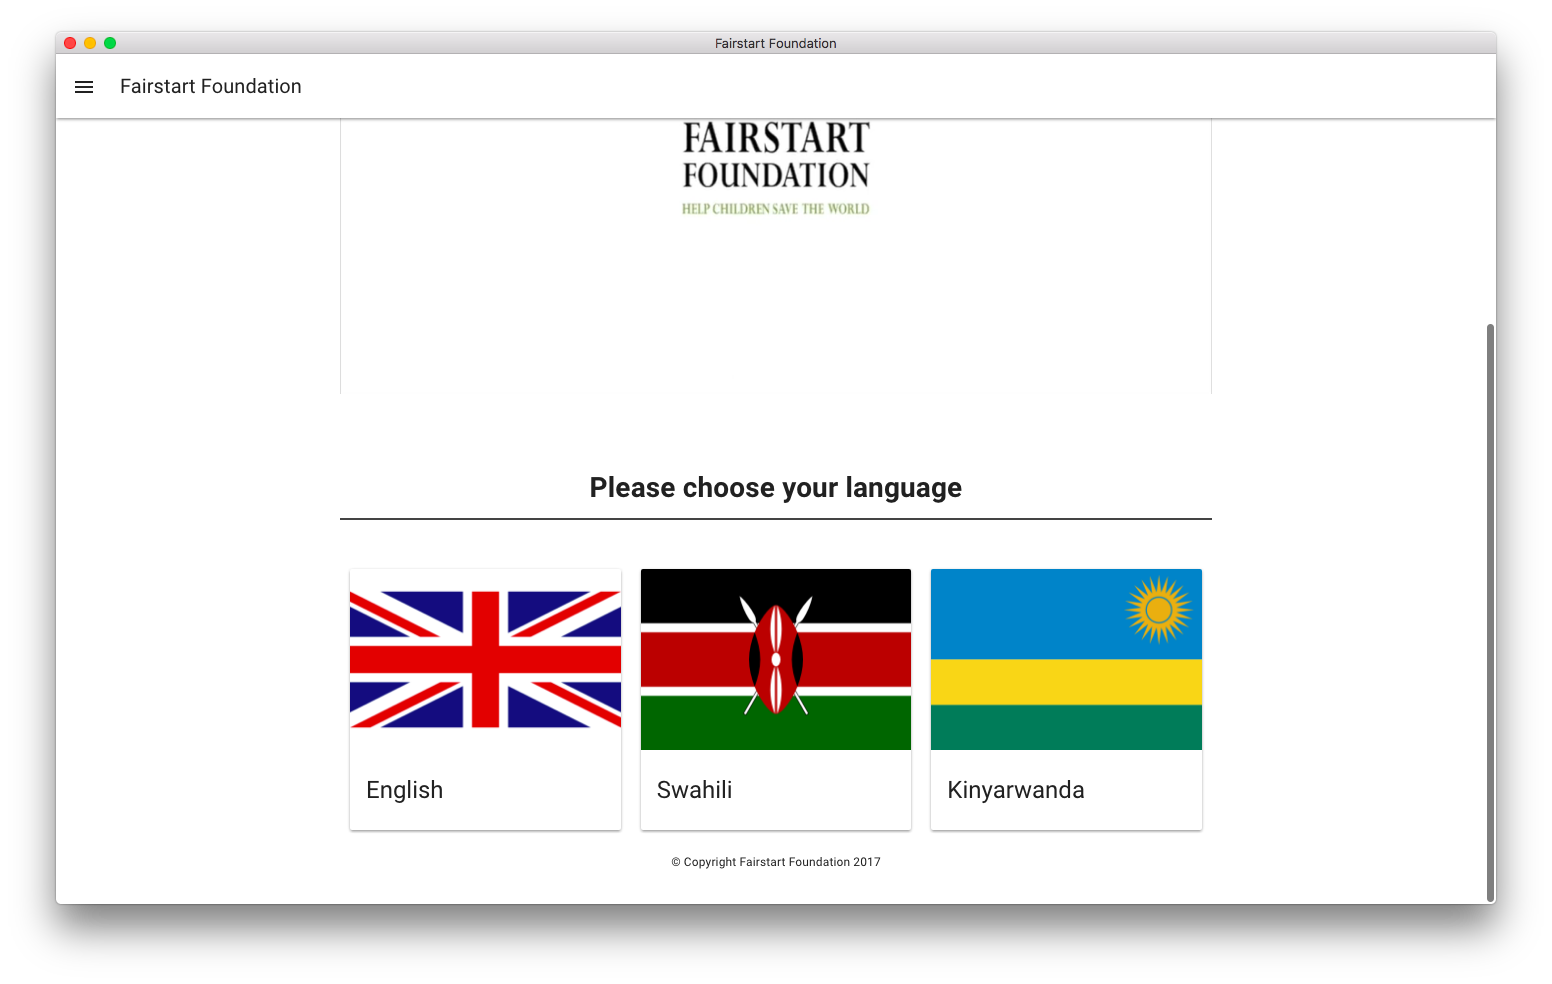 Fairstart Foundation
Fairstart Foundation
FAIRSTART
FOUNDATION
HELP CHILDREN SAVE THE WORLD
Please choose your language
English
Swahili
Kinyarwanda
© Copyright Fairstart Foundation 2017